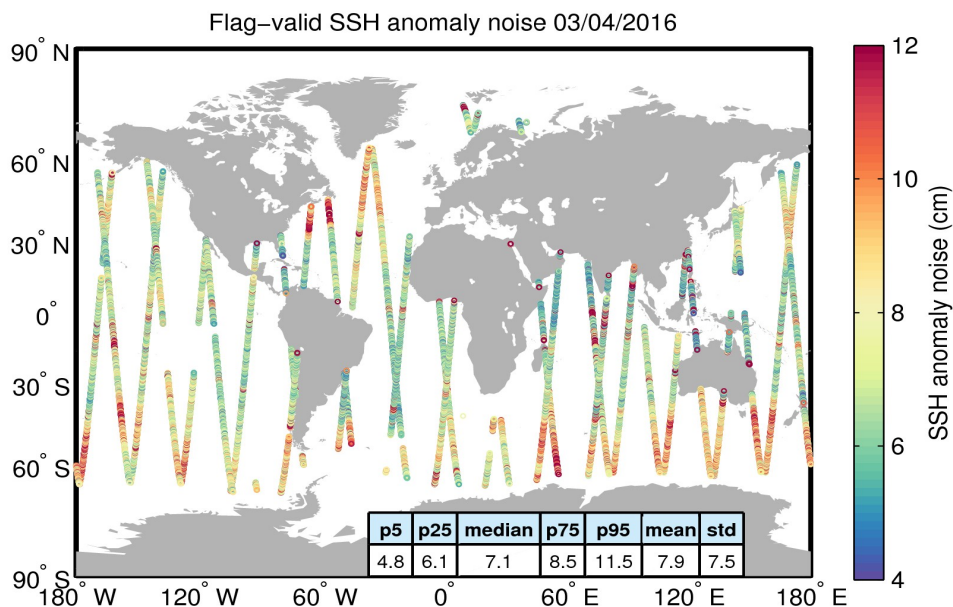 Flag−valid SSH anomaly noise 03/04/2016
90° N
60° N
30° N
0°
30° S
60° S
90° S
180° W
120° W
60° W
0°
60° E
120° E
180° E
p5 p25 median p75 p95 mean std
4.8 6.1 7.1 8.5 11.5 7.9 7.5
12
10
8
6
4
SSH anomaly noise (cm)